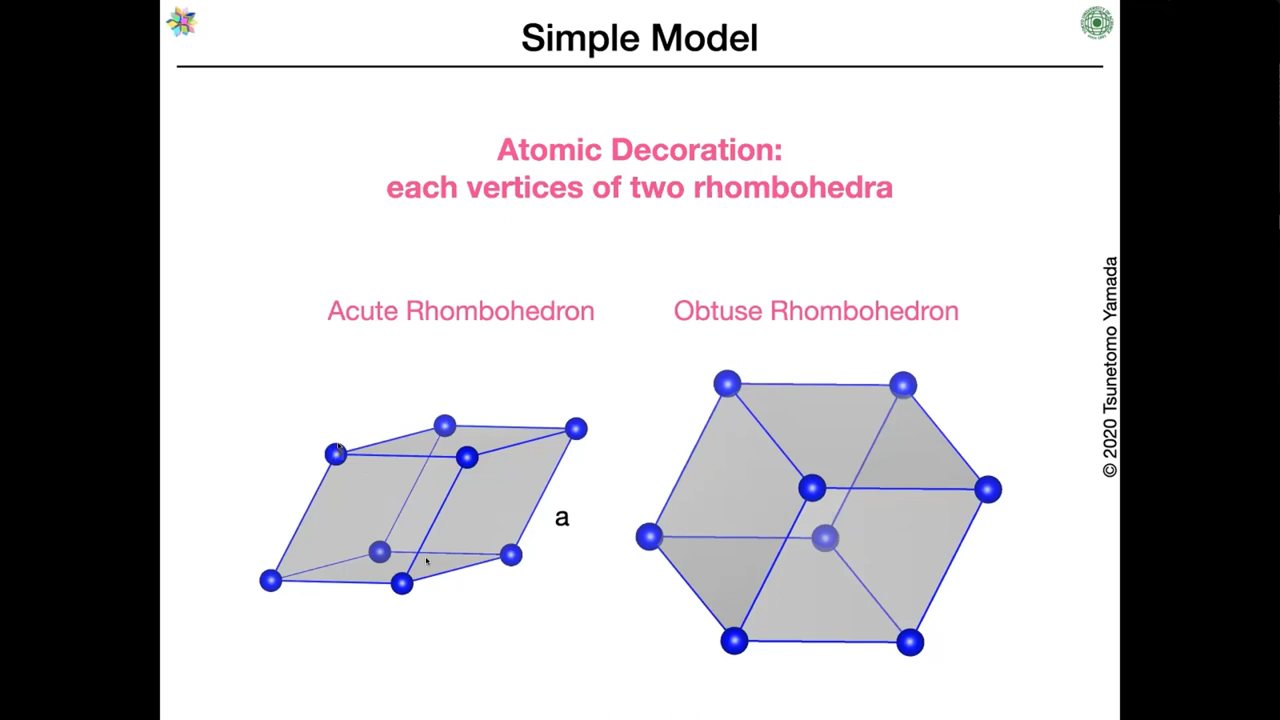 Simple Model
Atomic Decoration:
each vertices of two rhombohedra
Acute Rhombohedron
Obtuse Rhombohedron
a
© 2020 Tsunetomo Yamada